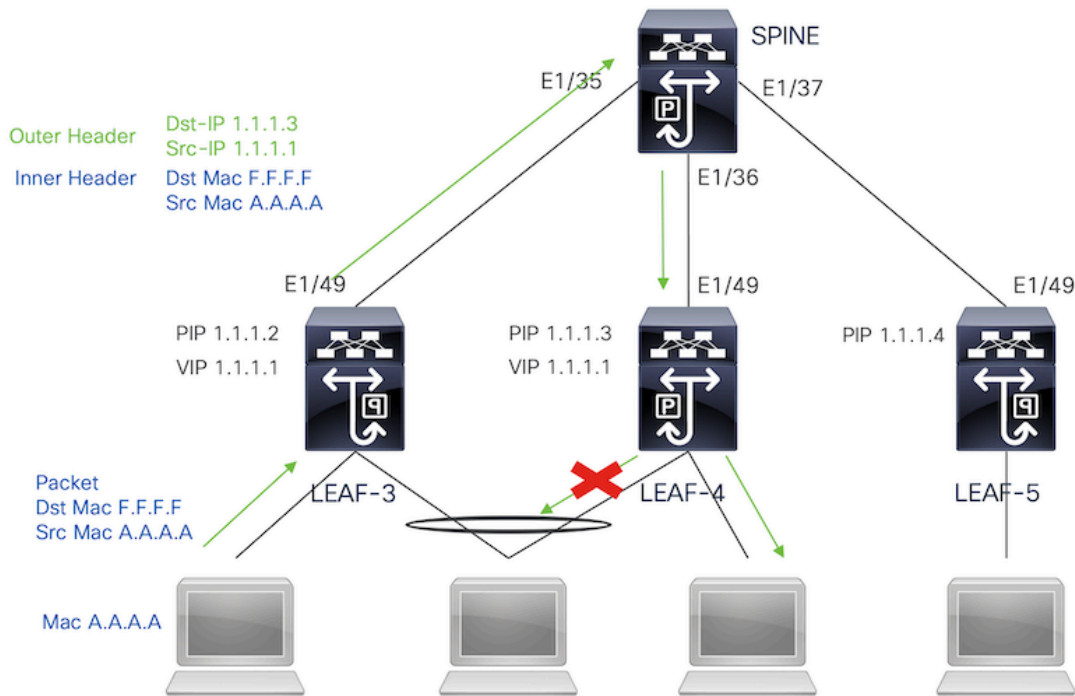 SPINE
E1/35
E1/37
Outer Header
Dst-IP 1.1.1.3
Src-IP 1.1.1.1
Inner Header
Dst Mac F.F.F.F
Src Mac A.A.A.A
P
E1/36
E1/49
E1/49
E1/49
PIP 1.1.1.2
VIP 1.1.1.1
PIP 1.1.1.3
VIP 1.1.1.1
PIP 1.1.1.4
P
P
P
Packet
Dst Mac F.F.F.F
Src Mac A.A.A.A
LEAF-3
LEAF-4
LEAF-5
Mac A.A.A.A